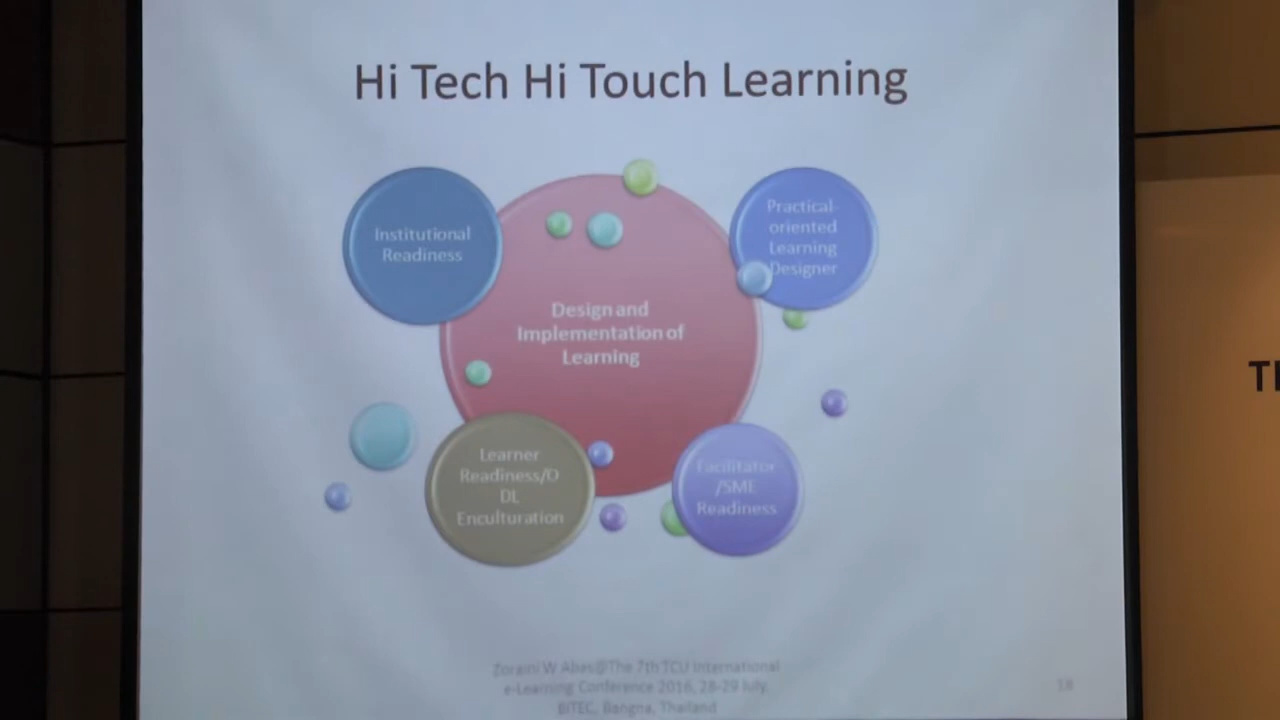 Hi Tech Hi Touch Learning
Institutional
Readiness
Practical-
oriented
Learning
Designer
Design and
Implementation of
Learning
Learner
Readiness/O
DL
Enculturation
Facilitator
/SME
Readiness
Zoraini W Abas@The 7th TCU International
e-Learning Conference 2016, 28-29 July,
BITEC, Bangna, Thailand
18